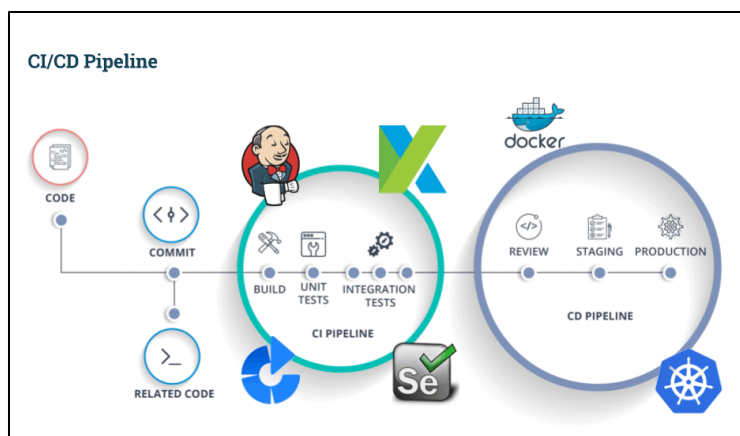 CI/CD Pipeline
docker
CODE
COMMIT
RELATED CODE
BUILD
UNIT
TESTS
INTEGRATION
TESTS
CI PIPELINE
Se
REVIEW
STAGING
PRODUCTION
CD PIPELINE